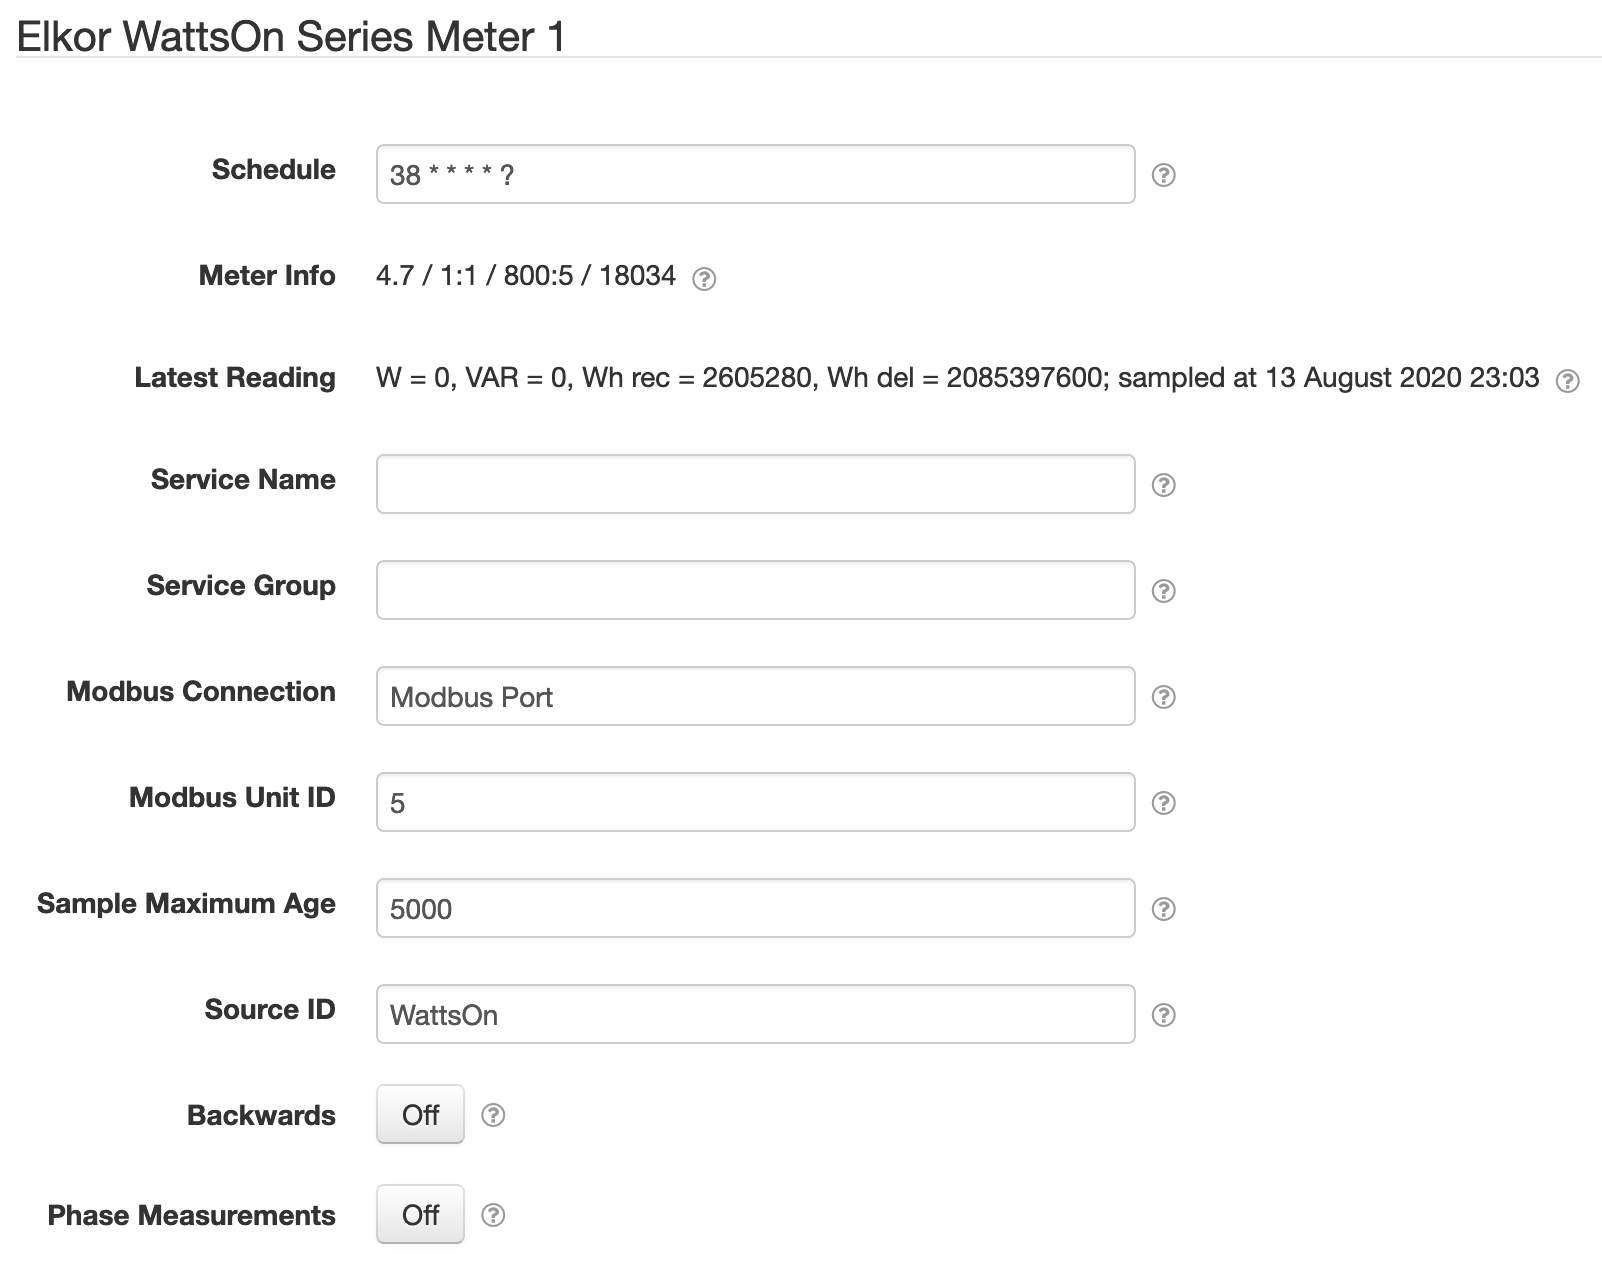 Elkor WattsOn Series Meter 1
Schedule 38 * * * * ?
Meter Info 4.7 / 1:1 / 800:5 / 18034
Latest Reading W = 0, VAR = 0, Wh rec = 2605280, Wh del = 2085397600; sampled at 13 August 2020 23:03
Service Name
Service Group
Modbus Connection Modbus Port
Modbus Unit ID 5
Sample Maximum Age 5000
Source ID WattsOn
Backwards Off
Phase Measurements Off